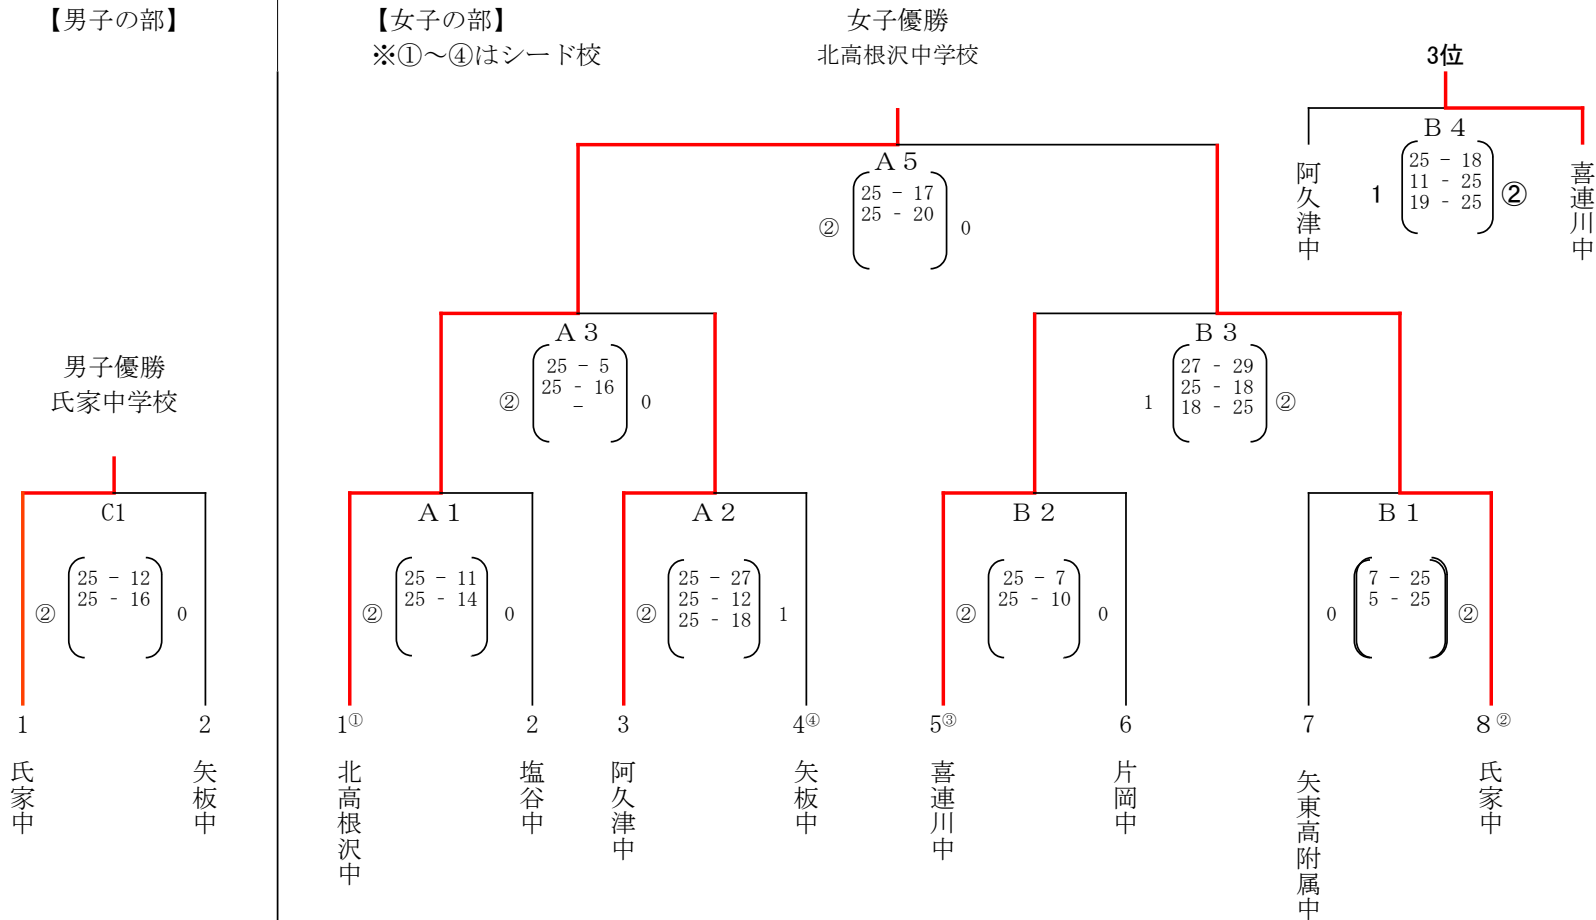 【男子の部】
男子優勝
氏家中学校
C1
25 － 12
25 - 16
②
0
1
2
氏家中
矢板中
【女子の部】
※①～④はシード校
女子優勝
北高根沢中学校
3位
Ｂ４
25 － 18
11 - 25
19 - 25
1
②
阿久津中
喜連川中
Ａ５
25 － 17
25 - 20
②
0
Ａ３
25 － 5
25 - 16
－
②
0
Ｂ３
27 - 29
25 - 18
18 - 25
1
②
Ａ１
25 － 11
25 - 14
②
0
Ａ２
25 － 27
25 - 12
25 - 18
②
1
Ｂ２
25 － 7
25 - 10
②
0
Ｂ１
7 － 25
5 - 25
0
②
1①
2
3
4④
5③
6
7
8②
北高根沢中
塩谷中
阿久津中
矢板中
喜連川中
片岡中
矢東高附属中
氏家中